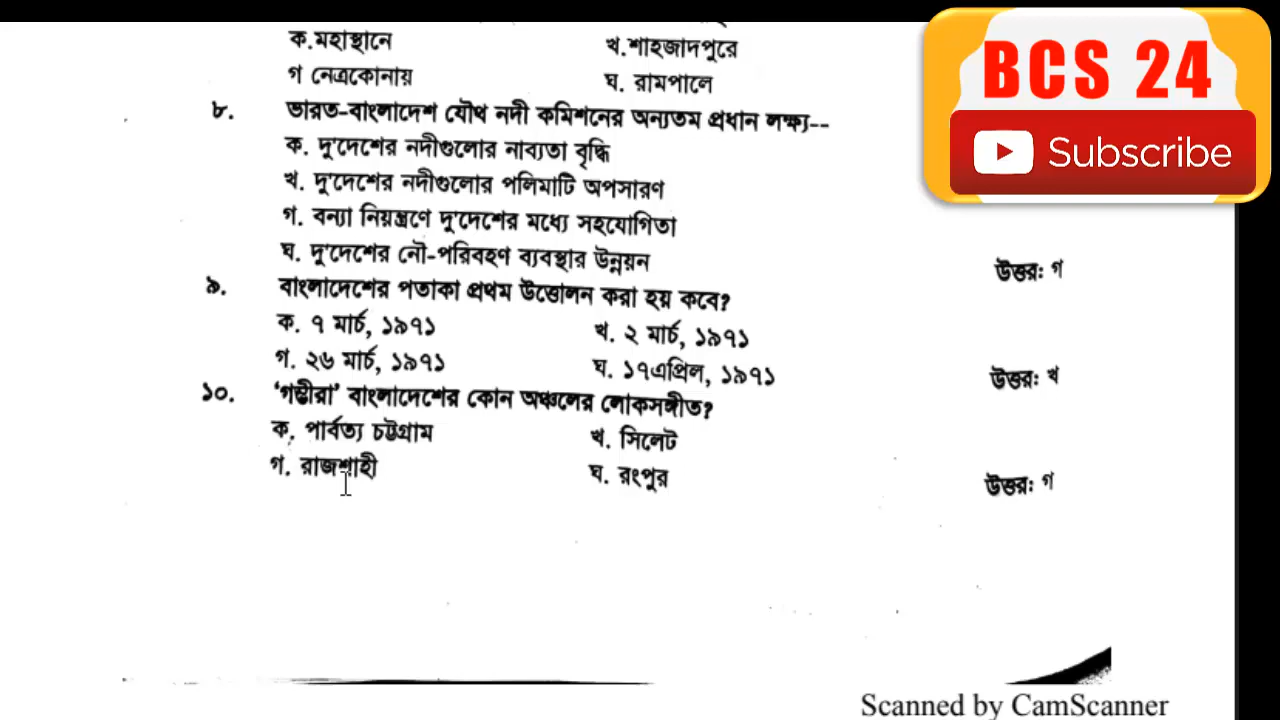 ক.মহাস্থানে খ.শাহজাদপুরে
গ নেত্রকোনায় ঘ. রামপালে
৮. ভারত-বাংলাদেশ যৌথ নদী কমিশনের অন্যতম প্রধান লক্ষ্য--
ক. দু'দেশের নদীগুলোর নাব্যতা বৃদ্ধি
খ. দু'দেশের নদীগুলোর পলিমাটি অপসারণ
গ. বন্যা নিয়ন্ত্রণে দু'দেশের মধ্যে সহযোগিতা
ঘ. দু'দেশের নৌ-পরিবহণ ব্যবস্থার উন্নয়ন উত্তর: গ
৯. বাংলাদেশের পতাকা প্রথম উত্তোলন করা হয় কবে?
ক. ৭ মার্চ, ১৯৭১ খ. ২ মার্চ, ১৯৭১
গ. ২৬ মার্চ, ১৯৭১ ঘ. ১৭এপ্রিল, ১৯৭১ উত্তর: খ
১০. 'গম্ভীরা' বাংলাদেশের কোন অঞ্চলের লোকসঙ্গীত?
ক. পার্বত্য চট্টগ্রাম খ. সিলেট
গ. রাজশাহী ঘ. রংপুর উত্তর: গ
BCS 24
Subscribe
Scanned by CamScanner